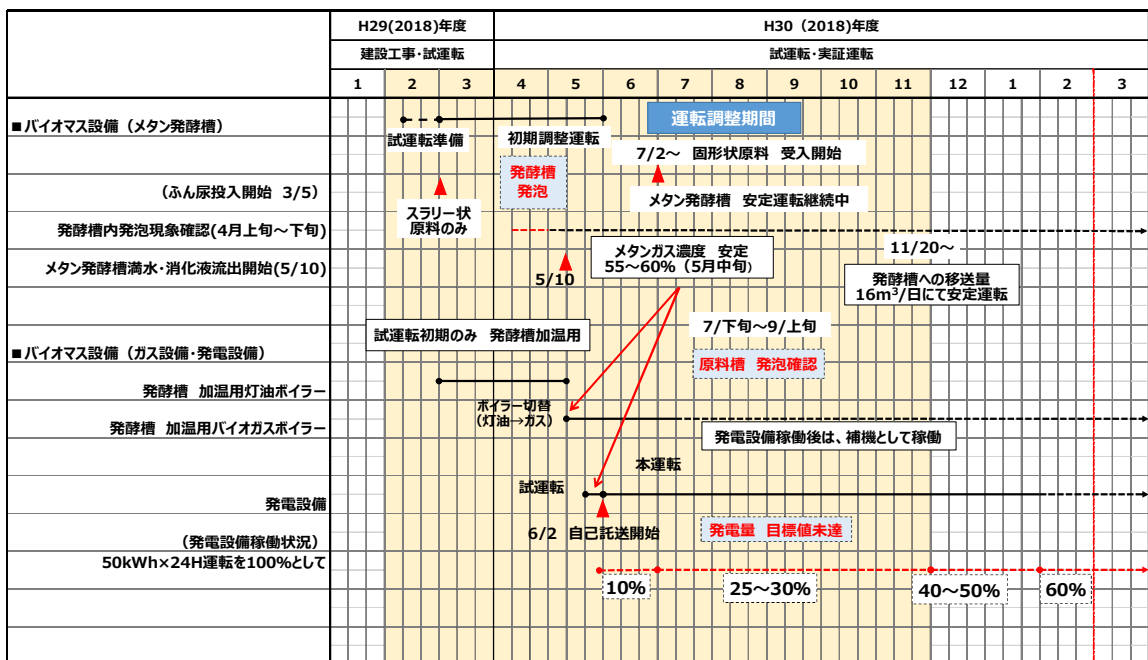 H29(2018)年度
H30（2018)年度
建設工事・試運転
試運転・実証運転
1 2 3 4 5 6 7 8 9 10 11 12 1 2 3
■バイオマス設備（メタン発酵槽）
試運転準備
初期調整運転
運転調整期間
7/2～ 固形状原料 受入開始
発酵槽
発泡
（ふん尿投入開始 3/5）
メタン発酵槽 安定運転継続中
スラリー状
原料のみ
発酵槽内発泡現象確認(4月上旬～下旬)
メタンガス濃度 安定
55～60%（5月中旬）
11/20～
メタン発酵槽満水・消化液流出開始(5/10)
5/10
発酵槽への移送量
16m³/日にて安定運転
試運転初期のみ 発酵槽加温用
7/下旬～9/上旬
■バイオマス設備（ガス設備・発電設備）
原料槽 発泡確認
発酵槽 加温用灯油ボイラー
ボイラー切替
(灯油→ガス）
発酵槽 加温用バイオガスボイラー
発電設備稼働後は、補機として稼働
本運転
試運転
発電設備
6/2 自己託送開始
発電量 目標値未達
（発電設備稼働状況）
50kWh×24H運転を100%として
10%
25～30%
40～50%
60%